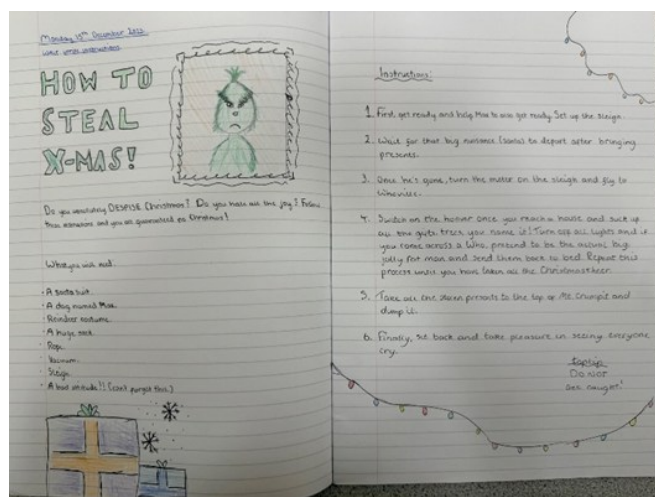 Monday 15th December 2025
HOW TO
STEAL
X-MAS!
Do you absolutely DESPISE Christmas? Do you hate all the joy? Follow
these instructions and you are guaranteed no Christmas!
What you will need:
· A santa suit.
· A dog named Max.
· Reindeer costume.
· A huge sack.
· Rope.
· Vacuum.
· Sleigh.
· A bad attitude!! (can't forget this.)
Instructions:
1. First, get ready and help Max to also get ready. Set up the sleigh.
2. Wait for that big nuisance (Santa) to depart after bringing
presents.
3. Once he's gone, turn the motor on the sleigh and fly to
Whoville.
4. Switch on the hoover once you reach a house and suck up
all the gifts, trees, you name it! Turn off all lights and if
you come across a Who, pretend to be the actual big
jolly fat man and send them back to bed. Repeat this
process until you have taken all the Christmas cheer.
5. Take all the stolen presents to the top of Mt. Crumpit and
dump it.
6. Finally, sit back and take pleasure in seeing everyone
cry.
top tip
DO NOT
get caught!